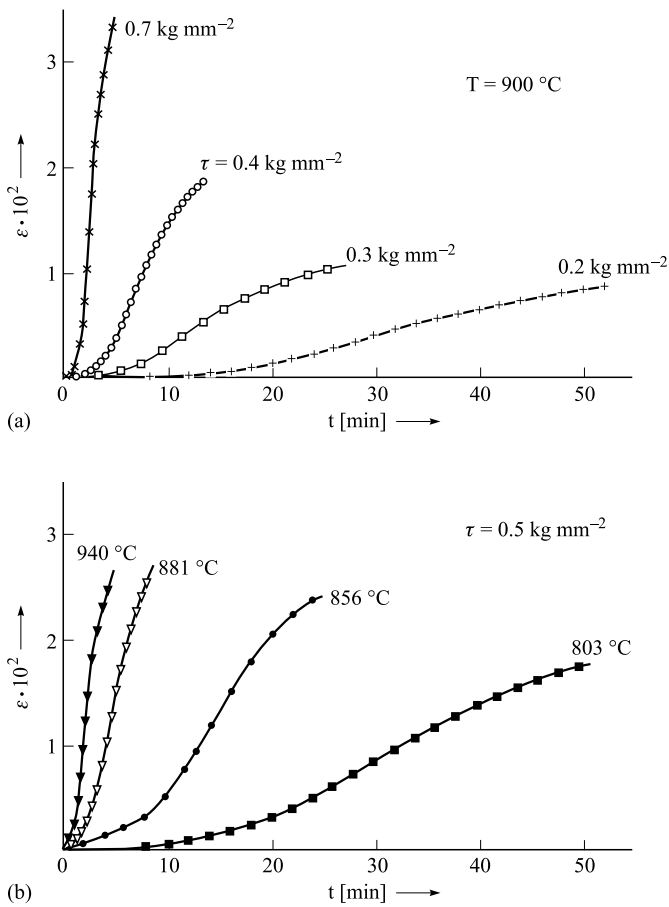 0.7 kg mm⁻²
T = 900 °C
τ = 0.4 kg mm⁻²
0.3 kg mm⁻²
0.2 kg mm⁻²
ε·10²
3
2
1
0 10 20 30 40 50
t [min]
(a)
τ = 0.5 kg mm⁻²
940 °C
881 °C
856 °C
803 °C
ε·10²
3
2
1
0 10 20 30 40 50
t [min]
(b)